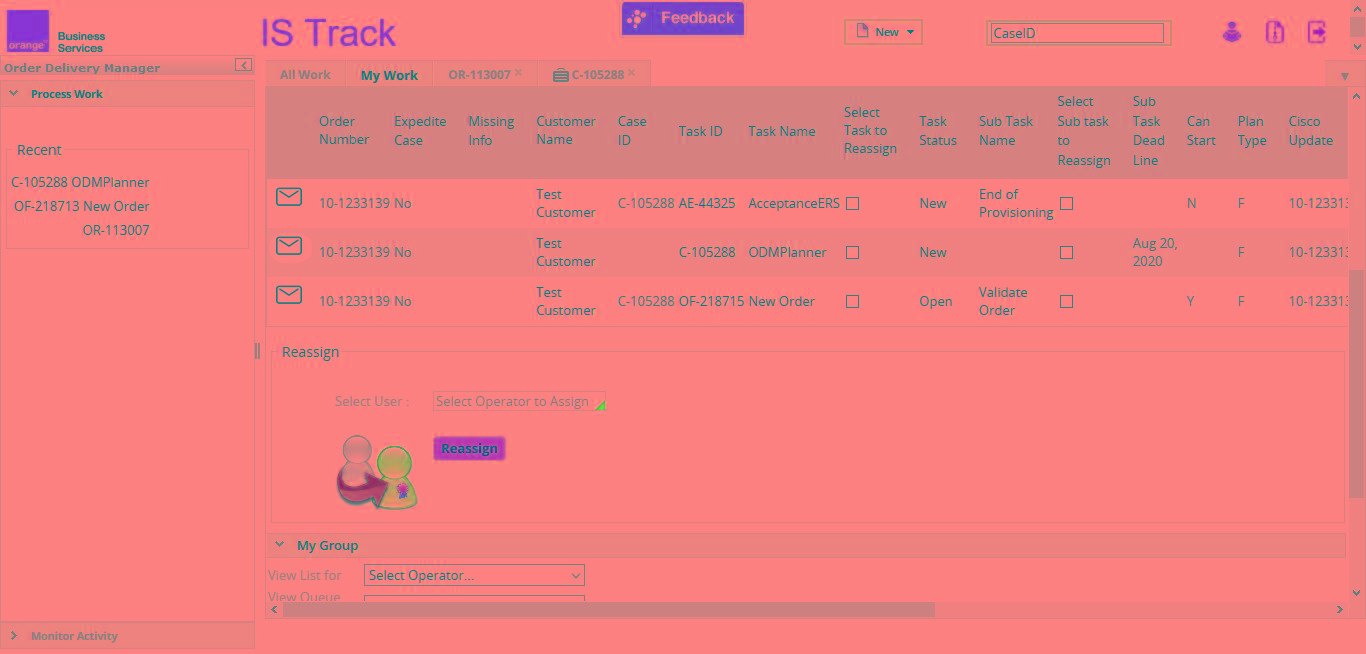 orange™
Business
Services
IS Track
Feedback
New
CaseID
Order Delivery Manager
All Work
My Work
OR-113007 ×
C-105288 ×
Process Work
Recent
C-105288 ODMPlanner
OF-218713 New Order
OR-113007
Order Number
Expedite Case
Missing Info
Customer Name
Case ID
Task ID
Task Name
Select Task to Reassign
Task Status
Sub Task Name
Select Sub task to Reassign
Sub Task Dead Line
Can Start
Plan Type
Cisco Update
10-1233139 No Test Customer C-105288 AE-44325 AcceptanceERS New End of Provisioning N F 10-123313
10-1233139 No Test Customer C-105288 ODMPlanner New Aug 20, 2020 F 10-123313
10-1233139 No Test Customer C-105288 OF-218715 New Order Open Validate Order Y F 10-123313
Reassign
Select User :
Select Operator to Assign
Reassign
My Group
View List for
Select Operator...
View Queue
Monitor Activity